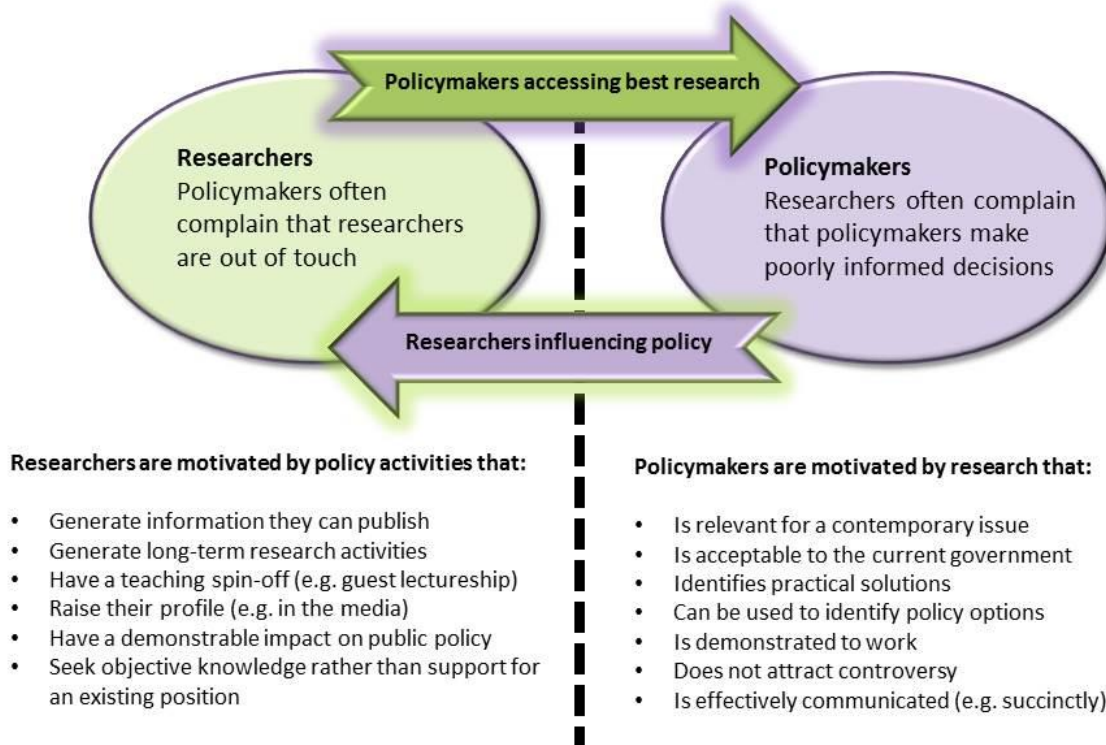 Policymakers accessing best research
Researchers
Policymakers often
complain that researchers
are out of touch
Policymakers
Researchers often complain
that policymakers make
poorly informed decisions
Researchers influencing policy
Researchers are motivated by policy activities that:
• Generate information they can publish
• Generate long-term research activities
• Have a teaching spin-off (e.g. guest lectureship)
• Raise their profile (e.g. in the media)
• Have a demonstrable impact on public policy
• Seek objective knowledge rather than support for
an existing position
Policymakers are motivated by research that:
• Is relevant for a contemporary issue
• Is acceptable to the current government
• Identifies practical solutions
• Can be used to identify policy options
• Is demonstrated to work
• Does not attract controversy
• Is effectively communicated (e.g. succinctly)